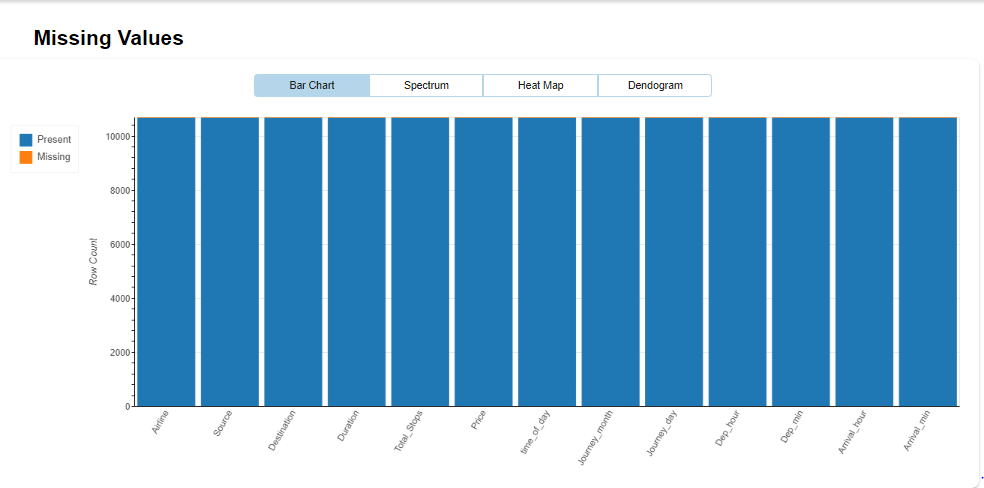 Missing Values
Bar Chart Spectrum Heat Map Dendogram
Present
Missing
Row Count
10000
8000
6000
4000
2000
0
Airline Source Destination Duration Total_Stops Price time_of_day Journey_month Journey_day Dep_hour Dep_min Arrival_hour Arrival_min